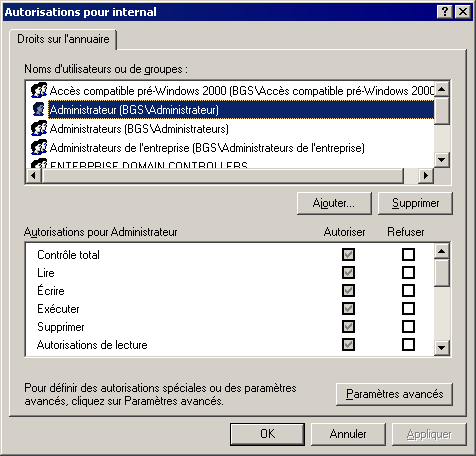 Autorisations pour internal
Droits sur l'annuaire
Noms d'utilisateurs ou de groupes :
Accès compatible pré-Windows 2000 (BGS\Accès compatible pré-Windows 2000
Administrateur (BGS\Administrateur)
Administrateurs (BGS\Administrateurs)
Administrateurs de l'entreprise (BGS\Administrateurs de l'entreprise)
ENTERPRISE DOMAIN CONTROLLERS
Ajouter... Supprimer
Autorisations pour Administrateur Autoriser Refuser
Contrôle total
Lire
Écrire
Exécuter
Supprimer
Autorisations de lecture
Pour définir des autorisations spéciales ou des paramètres
avancés, cliquez sur Paramètres avancés.
Paramètres avancés
OK Annuler Appliquer